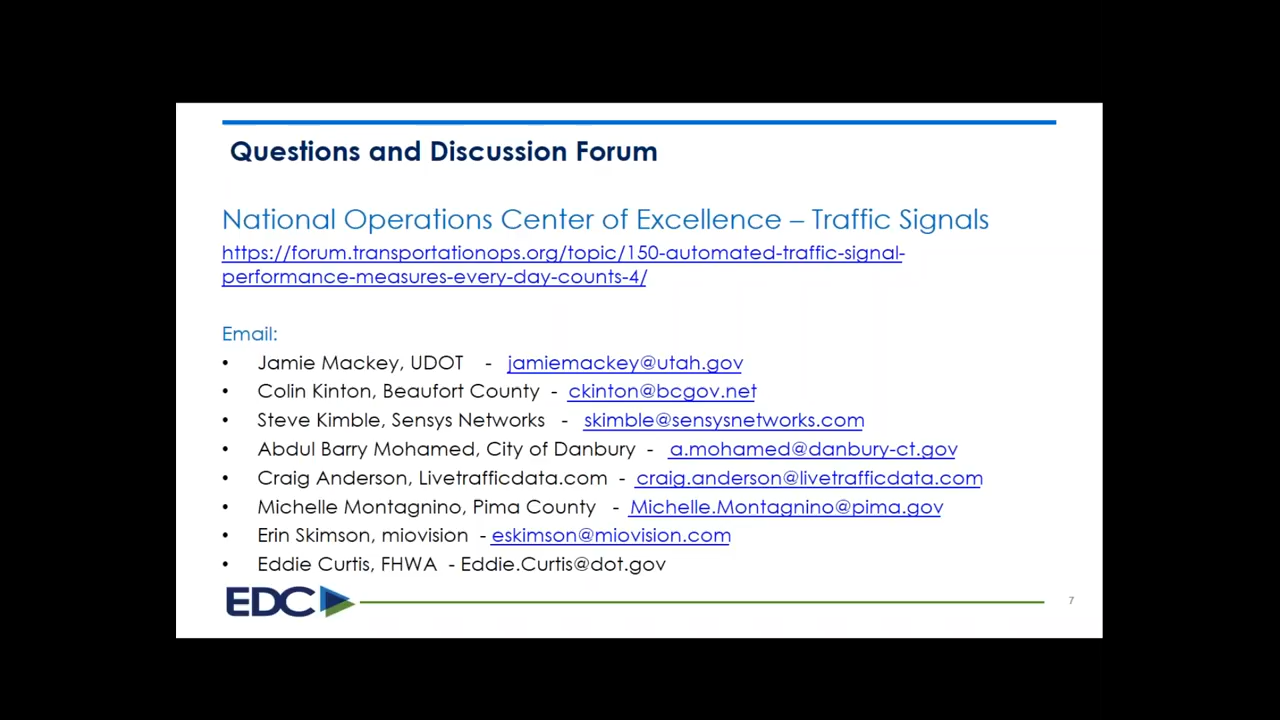 Questions and Discussion Forum
National Operations Center of Excellence – Traffic Signals
https://forum.transportationops.org/topic/150-automated-traffic-signal-
performance-measures-every-day-counts-4/
Email:
• Jamie Mackey, UDOT - jamiemackey@utah.gov
• Colin Kinton, Beaufort County - ckinton@bcgov.net
• Steve Kimble, Sensys Networks - skimble@sensysnetworks.com
• Abdul Barry Mohamed, City of Danbury - a.mohamed@danbury-ct.gov
• Craig Anderson, Livetrafficdata.com - craig.anderson@livetrafficdata.com
• Michelle Montagnino, Pima County - Michelle.Montagnino@pima.gov
• Erin Skimson, miovision - eskimson@miovision.com
• Eddie Curtis, FHWA - Eddie.Curtis@dot.gov
EDC
7